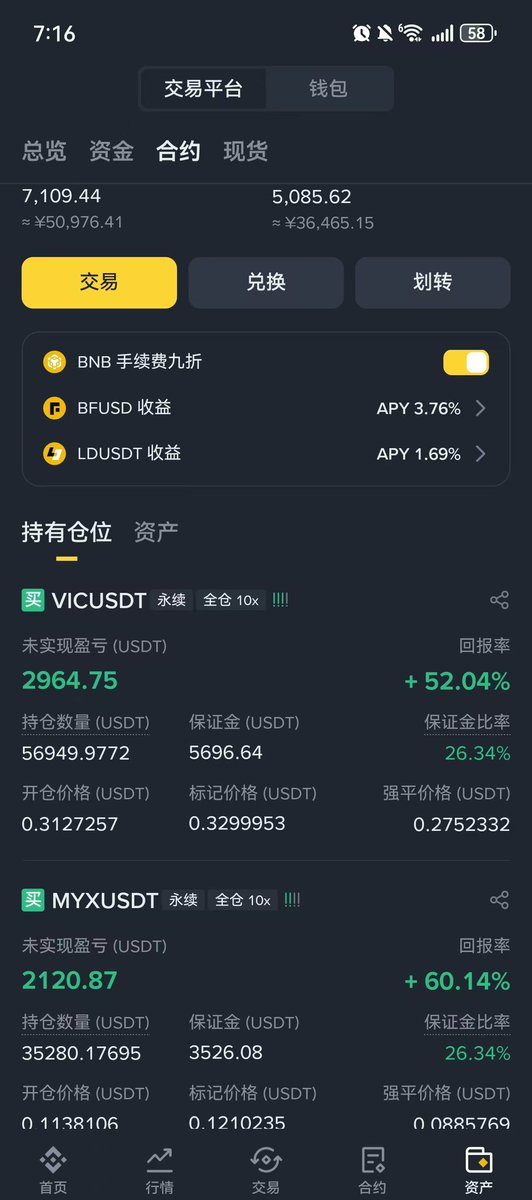 7:16
6
58
交易平台 钱包
总览 资金 合约 现货
7,109.44 5,085.62
≈ ¥50,976.41 ≈ ¥36,465.15
交易 兑换 划转
BNB 手续费九折
BFUSD 收益 APY 3.76%
LDUSDT 收益 APY 1.69%
持有仓位 资产
买 VICUSDT 永续 全仓 10x !!!!
未实现盈亏 (USDT) 回报率
2964.75 + 52.04%
持仓数量 (USDT) 保证金 (USDT) 保证金比率
56949.9772 5696.64 26.34%
开仓价格 (USDT) 标记价格 (USDT) 强平价格 (USDT)
0.3127257 0.3299953 0.2752332
买 MYXUSDT 永续 全仓 10x !!!!
未实现盈亏 (USDT) 回报率
2120.87 + 60.14%
持仓数量 (USDT) 保证金 (USDT) 保证金比率
35280.17695 3526.08 26.34%
开仓价格 (USDT) 标记价格 (USDT) 强平价格 (USDT)
0.1138106 0.1210235 0.0885769
首页 行情 交易 合约 资产